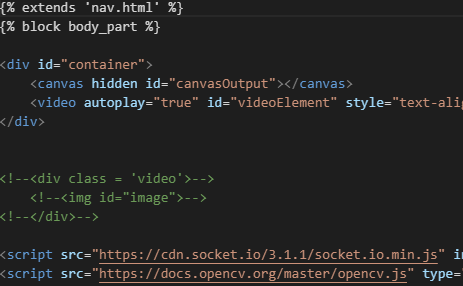 {% extends 'nav.html' %}
{% block body_part %}
<div id="container">
<canvas hidden id="canvasOutput"></canvas>
<video autoplay="true" id="videoElement" style="text-alig
</div>
<!--<div class = 'video'>-->
<!--<img id="image">-->
<!--</div>-->
<script src="https://cdn.socket.io/3.1.1/socket.io.min.js" in
<script src="https://docs.opencv.org/master/opencv.js" type=